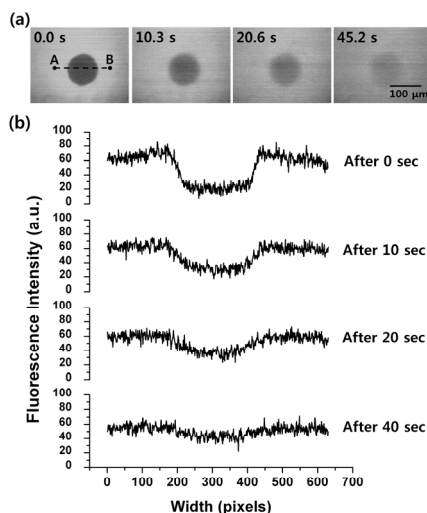 (a)
0.0 s
10.3 s
20.6 s
45.2 s
A
B
100 µm
(b)
Fluorescence Intensity (a.u.)
100
80
60
40
20
0
After 0 sec
100
80
60
40
20
0
After 10 sec
100
80
60
40
20
0
After 20 sec
100
80
60
40
20
0
After 40 sec
0 100 200 300 400 500 600 700
Width (pixels)